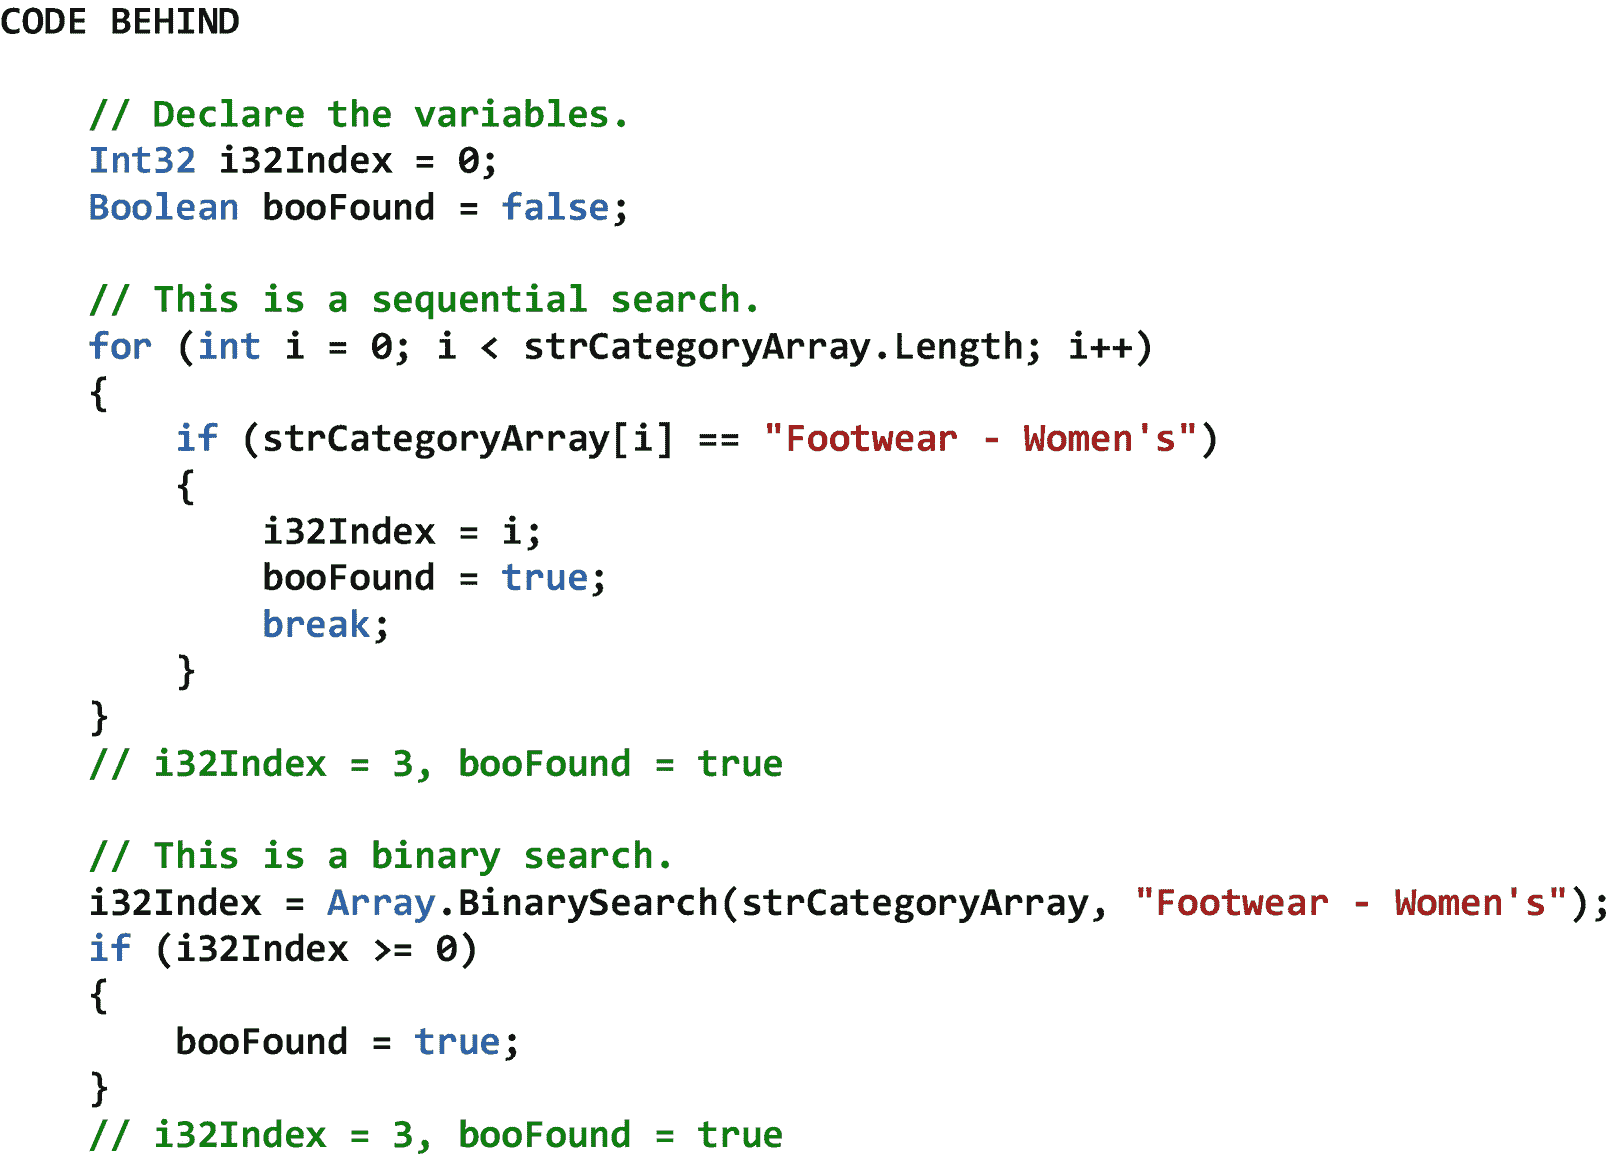 CODE BEHIND
// Declare the variables.
Int32 i32Index = 0;
Boolean booFound = false;
// This is a sequential search.
for (int i = 0; i < strCategoryArray.Length; i++)
{
if (strCategoryArray[i] == "Footwear - Women's")
{
i32Index = i;
booFound = true;
break;
}
}
// i32Index = 3, booFound = true
// This is a binary search.
i32Index = Array.BinarySearch(strCategoryArray, "Footwear - Women's");
if (i32Index >= 0)
{
booFound = true;
}
// i32Index = 3, booFound = true